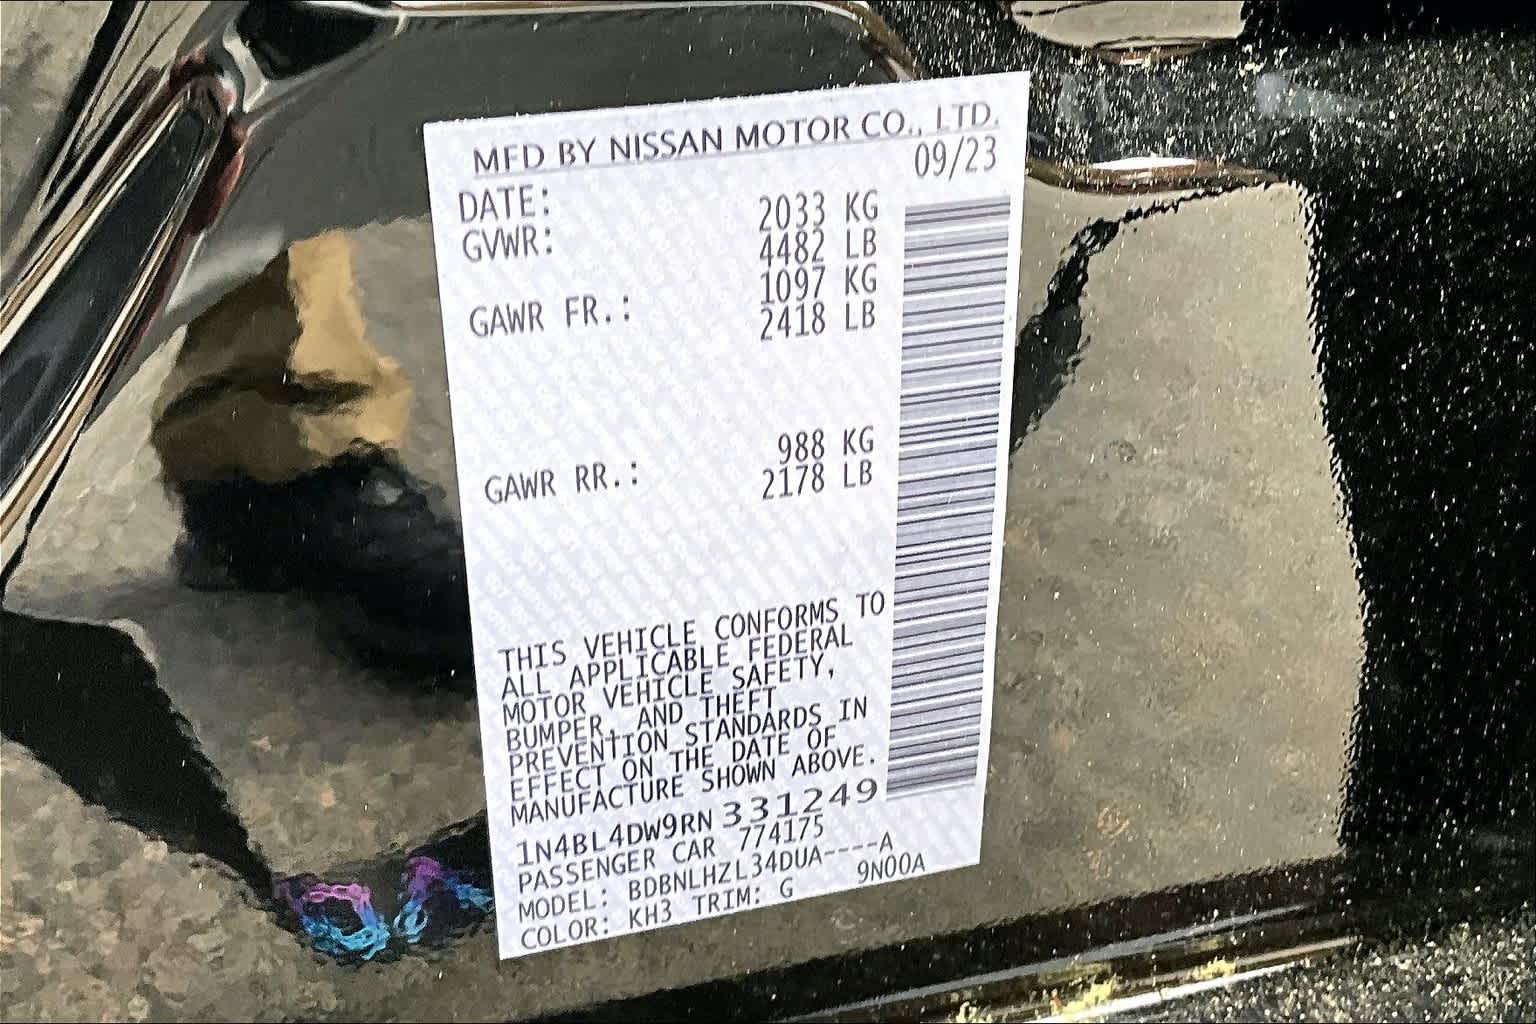 MFD BY NISSAN MOTOR CO., LTD.
DATE: 09/23
GVWR: 2033 KG
4482 LB
GAWR FR.: 1097 KG
2418 LB
GAWR RR.: 988 KG
2178 LB
THIS VEHICLE CONFORMS TO
ALL APPLICABLE FEDERAL
MOTOR VEHICLE SAFETY,
BUMPER, AND THEFT
PREVENTION STANDARDS IN
EFFECT ON THE DATE OF
MANUFACTURE SHOWN ABOVE.
1N4BL4DW9RN 331249
PASSENGER CAR 774175
MODEL: BDBNLHZL34DUA----A
COLOR: KH3 TRIM: G 9N00A